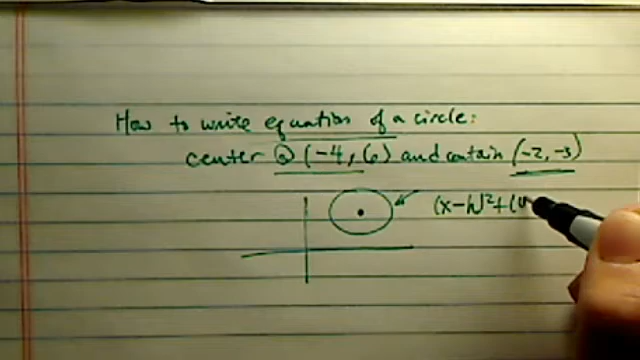 How to write equation of a circle:
center @ (-4, 6) and contain (-2, -3)
(x-h)²+(y